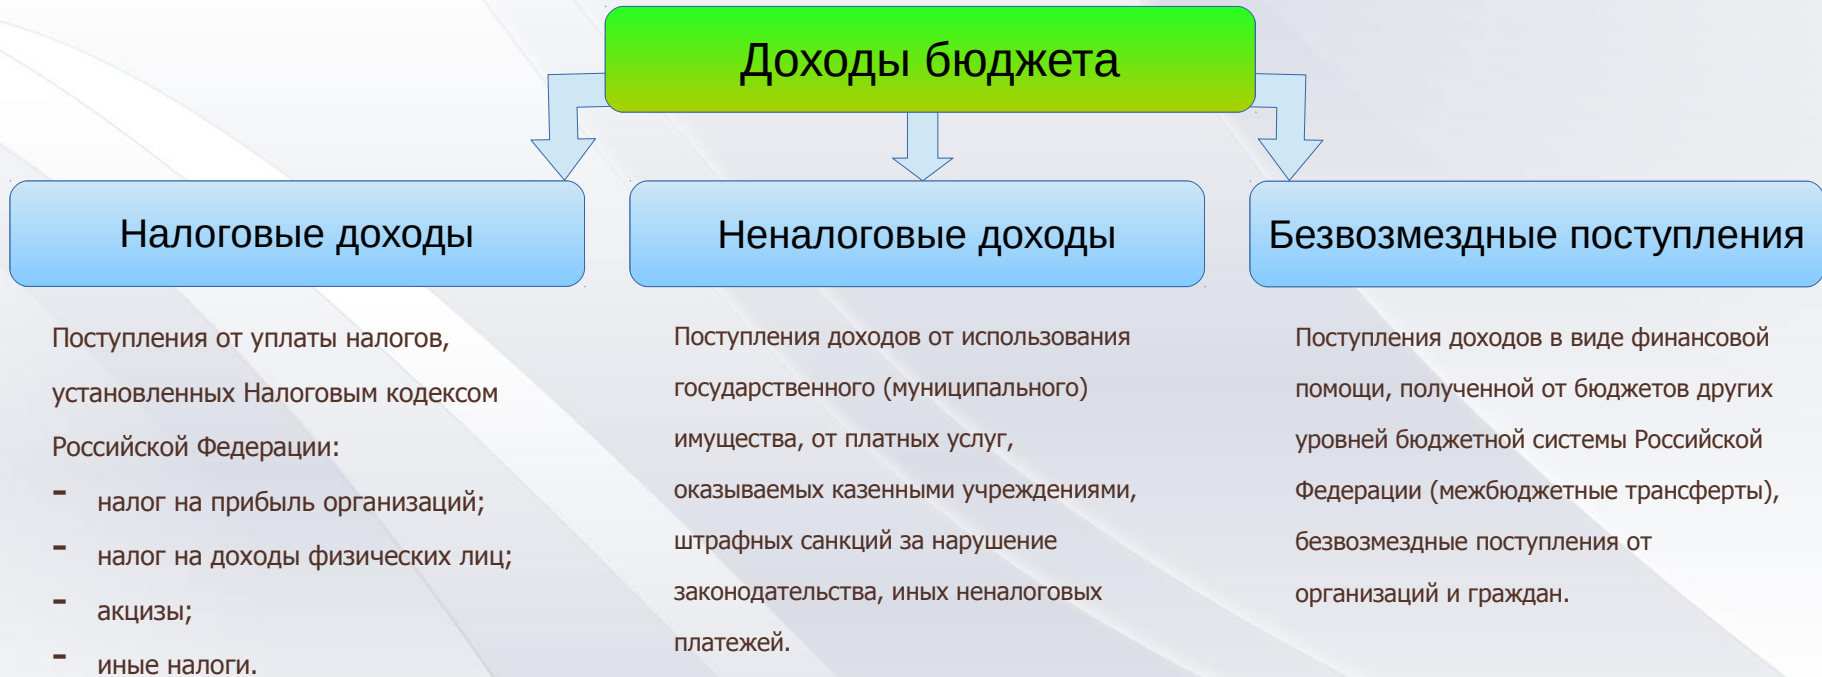 Доходы бюджета
Налоговые доходы
Неналоговые доходы
Безвозмездные поступления
Поступления от уплаты налогов,
установленных Налоговым кодексом
Российской Федерации:
- налог на прибыль организаций;
- налог на доходы физических лиц;
- акцизы;
- иные налоги.
Поступления доходов от использования
государственного (муниципального)
имущества, от платных услуг,
оказываемых казенными учреждениями,
штрафных санкций за нарушение
законодательства, иных неналоговых
платежей.
Поступления доходов в виде финансовой
помощи, полученной от бюджетов других
уровней бюджетной системы Российской
Федерации (межбюджетные трансферты),
безвозмездные поступления от
организаций и граждан.